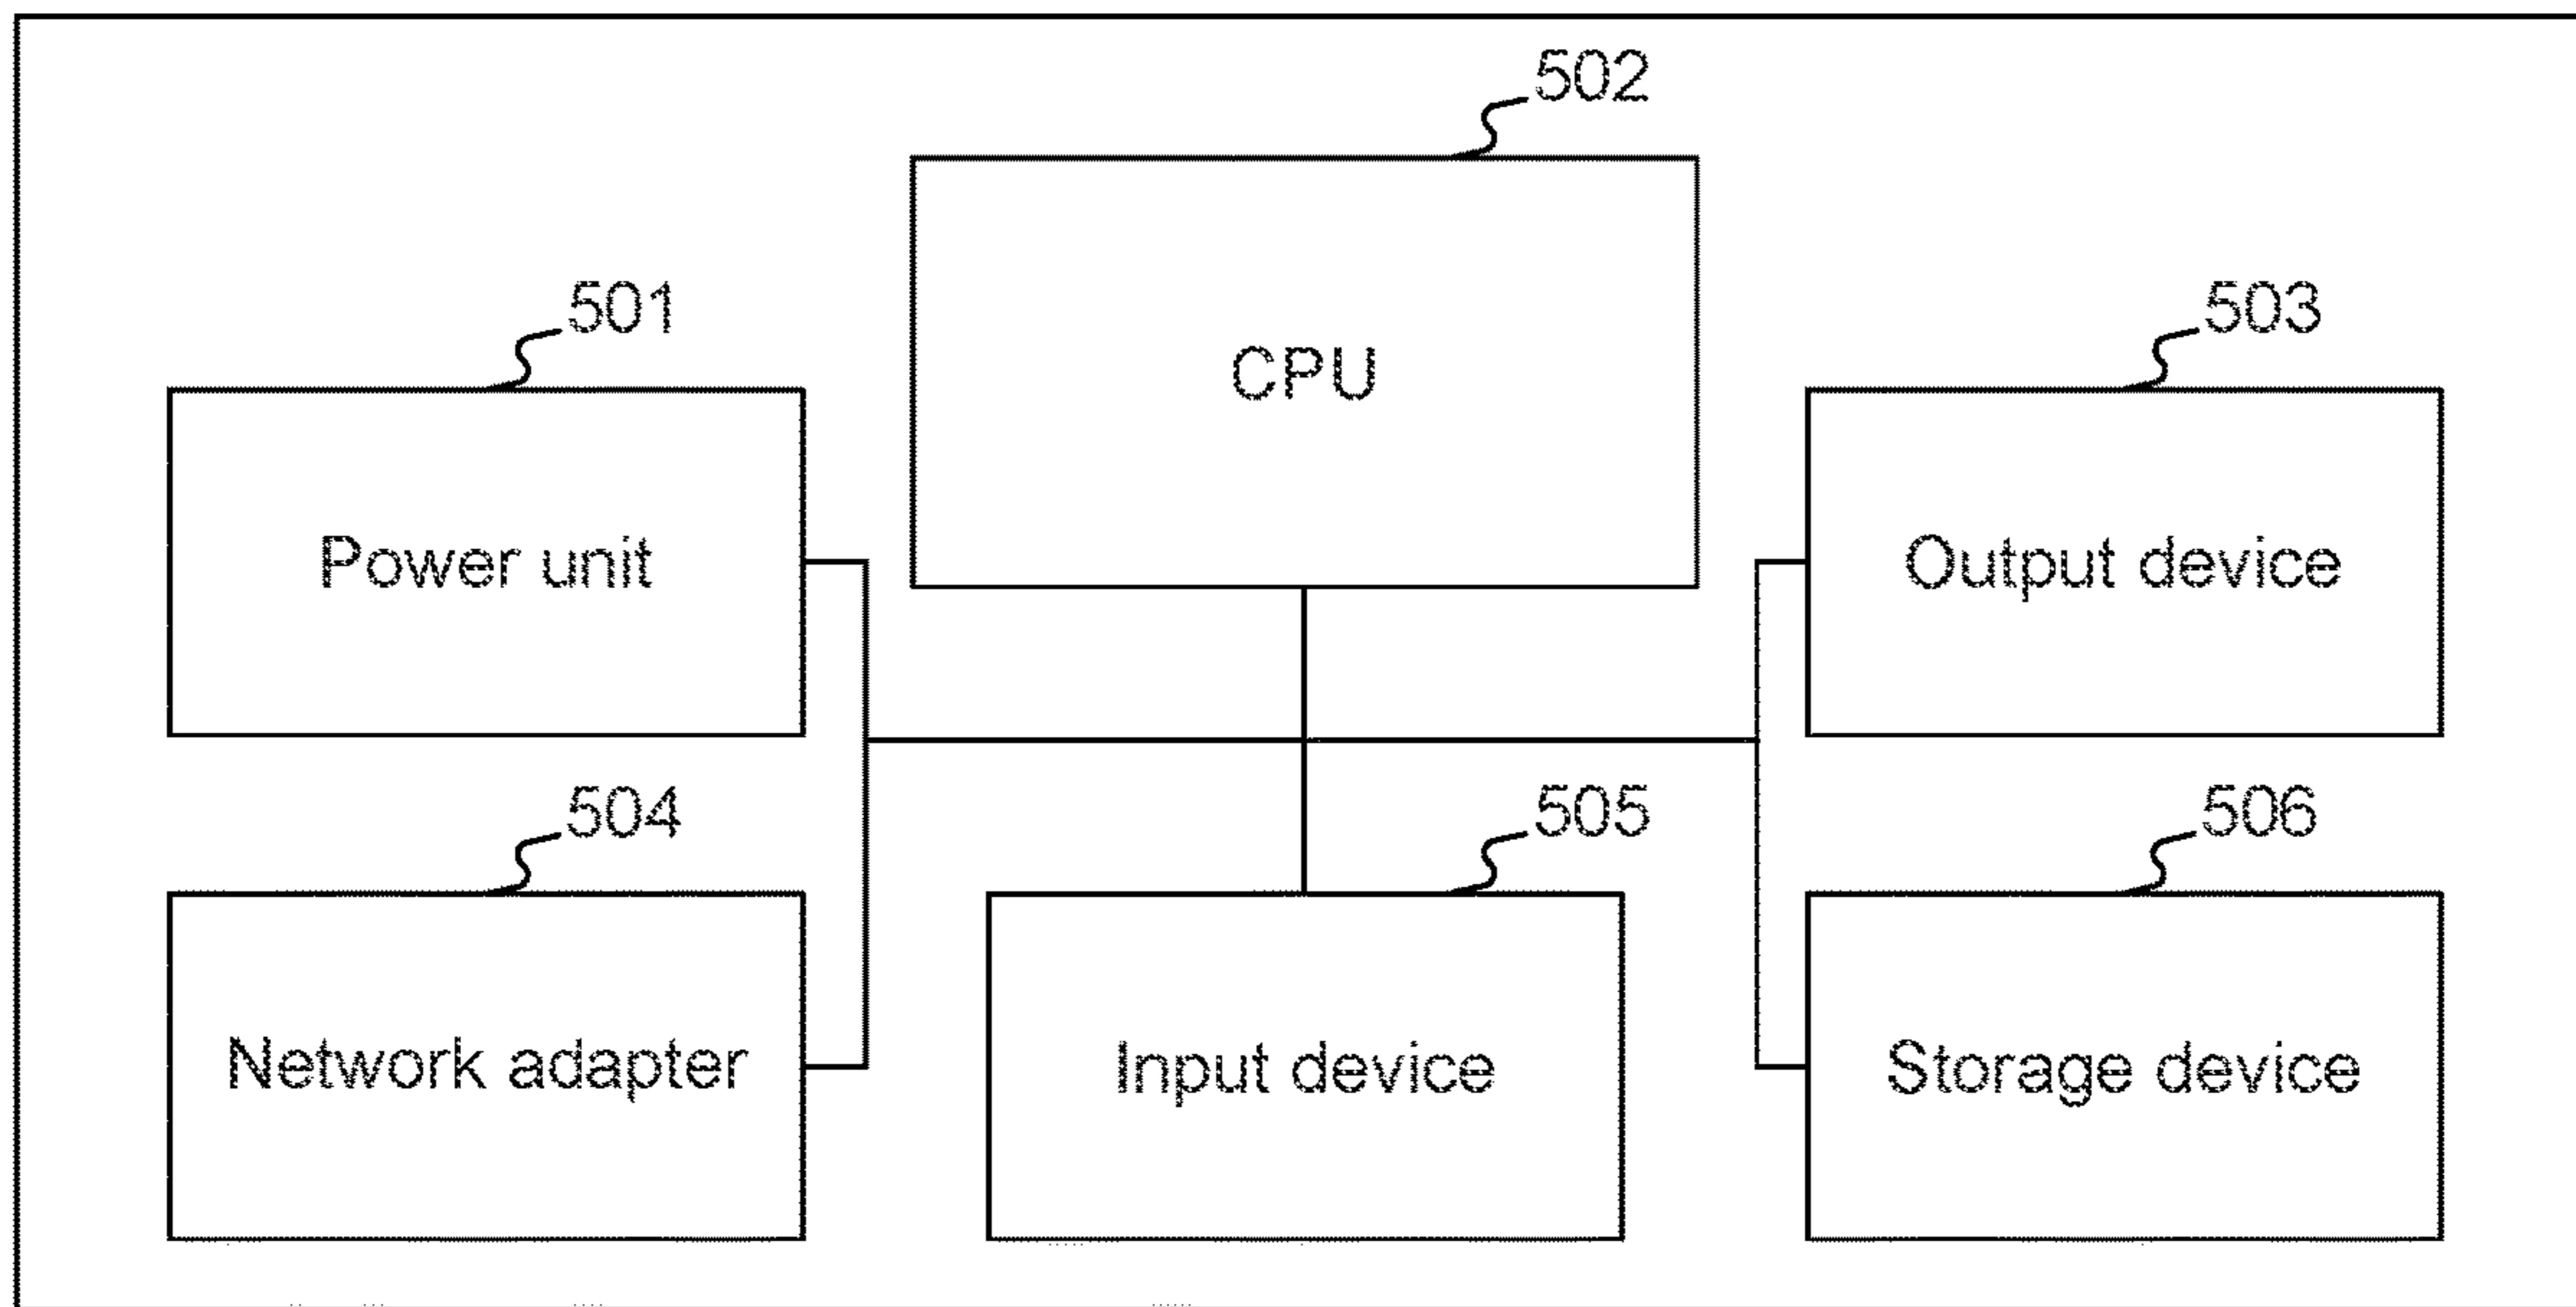 502
501
503
CPU
Power unit
Output device
504
505
506
Network adapter
Input device
Storage device